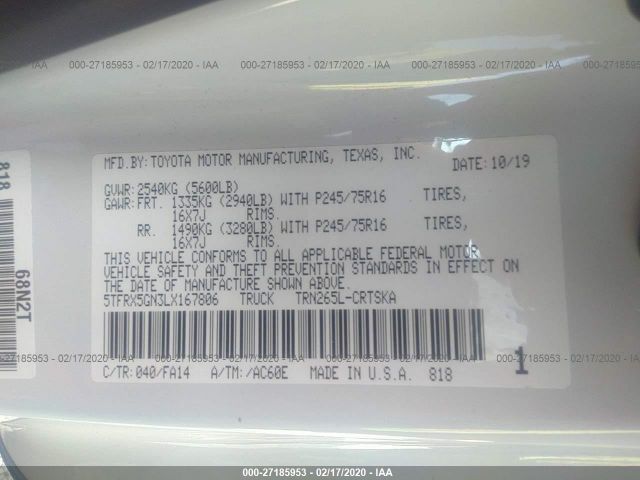 000-27185953 - 02/17/2020 - IAA
MFD.BY:TOYOTA MOTOR MANUFACTURING, TEXAS, INC. DATE: 10/19
GVWR: 2540KG (5600LB)
GAWR: FRT. 1335KG (2940LB) WITH P245/75R16 TIRES,
16X7J RIMS.
RR. 1490KG (3280LB) WITH P245/75R16 TIRES,
16X7J RIMS.
THIS VEHICLE CONFORMS TO ALL APPLICABLE FEDERAL MOTOR
VEHICLE SAFETY AND THEFT PREVENTION STANDARDS IN EFFECT ON
THE DATE OF MANUFACTURE SHOWN ABOVE.
5TFRX5GN3LX167806 TRUCK TRN265L-CRTSKA
C/TR: 040/FA14 A/TM: /AC60E MADE IN U.S.A. 818 1
818
68N2T
000-27185953 - 02/17/2020 - IAA